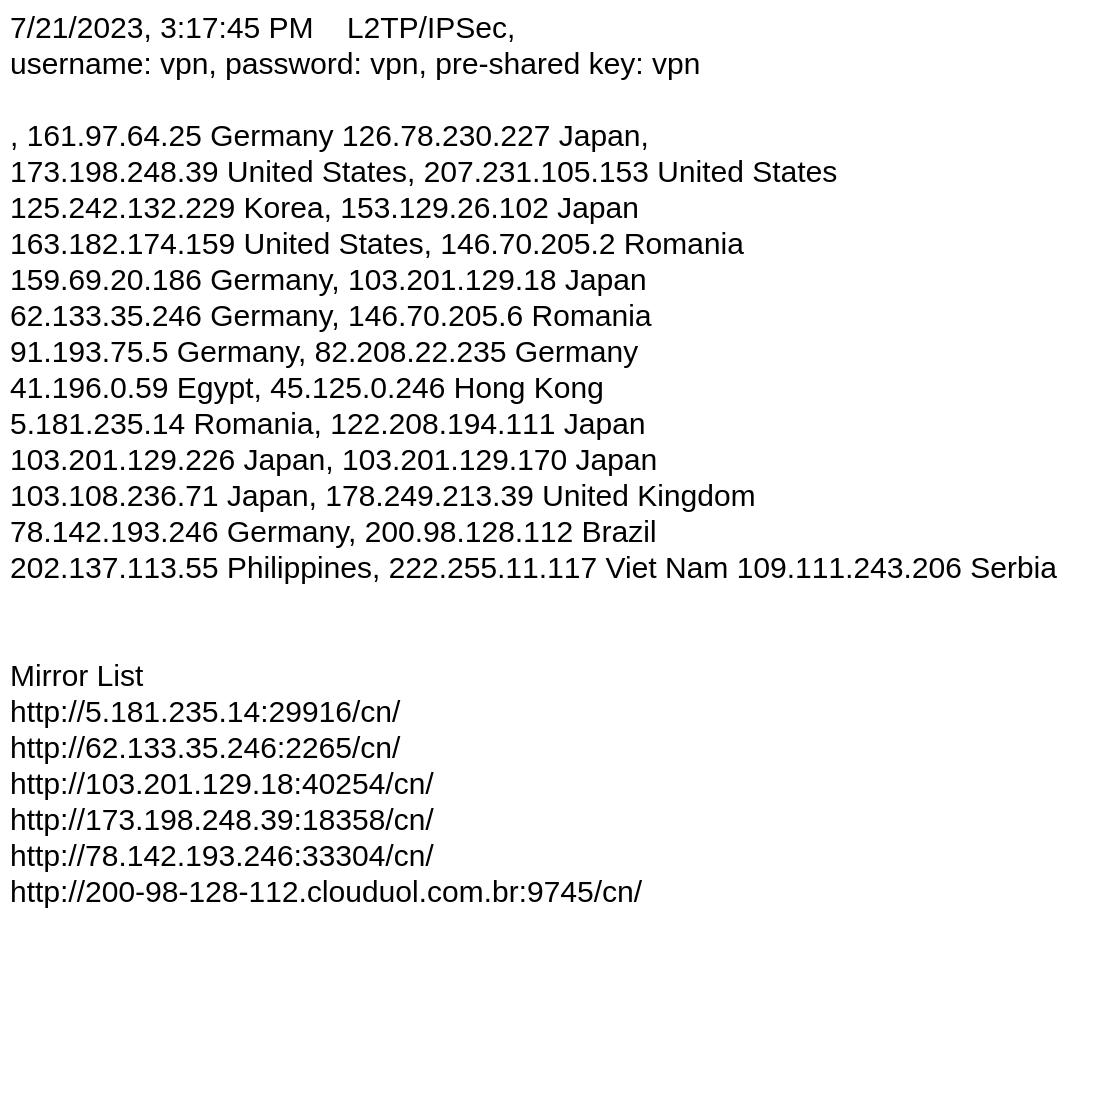 7/21/2023, 3:17:45 PM    L2TP/IPSec,
username: vpn, password: vpn, pre-shared key: vpn
, 161.97.64.25 Germany 126.78.230.227 Japan,
173.198.248.39 United States, 207.231.105.153 United States
125.242.132.229 Korea, 153.129.26.102 Japan
163.182.174.159 United States, 146.70.205.2 Romania
159.69.20.186 Germany, 103.201.129.18 Japan
62.133.35.246 Germany, 146.70.205.6 Romania
91.193.75.5 Germany, 82.208.22.235 Germany
41.196.0.59 Egypt, 45.125.0.246 Hong Kong
5.181.235.14 Romania, 122.208.194.111 Japan
103.201.129.226 Japan, 103.201.129.170 Japan
103.108.236.71 Japan, 178.249.213.39 United Kingdom
78.142.193.246 Germany, 200.98.128.112 Brazil
202.137.113.55 Philippines, 222.255.11.117 Viet Nam 109.111.243.206 Serbia
Mirror List
http://5.181.235.14:29916/cn/
http://62.133.35.246:2265/cn/
http://103.201.129.18:40254/cn/
http://173.198.248.39:18358/cn/
http://78.142.193.246:33304/cn/
http://200-98-128-112.clouduol.com.br:9745/cn/